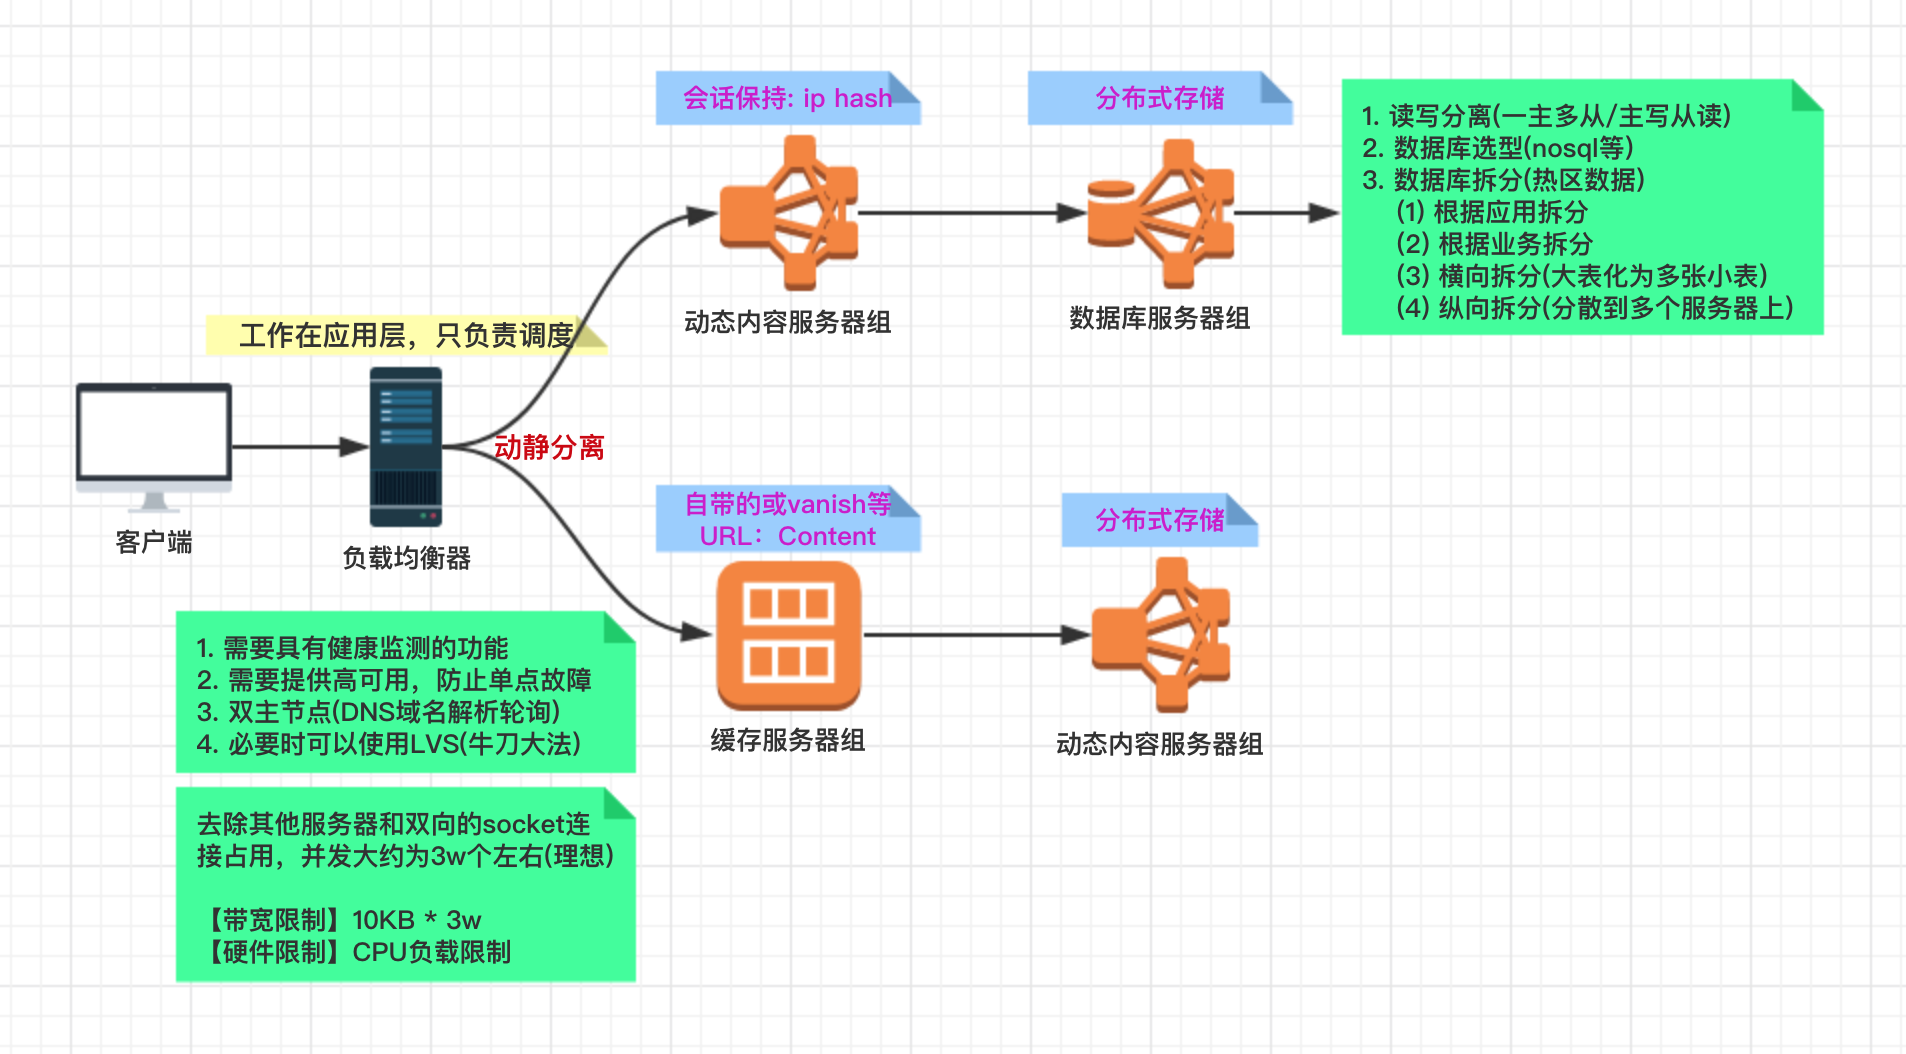 会话保持: ip hash
分布式存储
1. 读写分离(一主多从/主写从读)
2. 数据库选型(nosql等)
3. 数据库拆分(热区数据)
(1) 根据应用拆分
(2) 根据业务拆分
(3) 横向拆分(大表化为多张小表)
(4) 纵向拆分(分散到多个服务器上)
动态内容服务器组
数据库服务器组
工作在应用层，只负责调度
动静分离
客户端
负载均衡器
自带的或vanish等
URL：Content
分布式存储
缓存服务器组
动态内容服务器组
1. 需要具有健康监测的功能
2. 需要提供高可用，防止单点故障
3. 双主节点(DNS域名解析轮询)
4. 必要时可以使用LVS(牛刀大法)
去除其他服务器和双向的socket连
接占用，并发大约为3w个左右(理想)
【带宽限制】10KB * 3w
【硬件限制】CPU负载限制